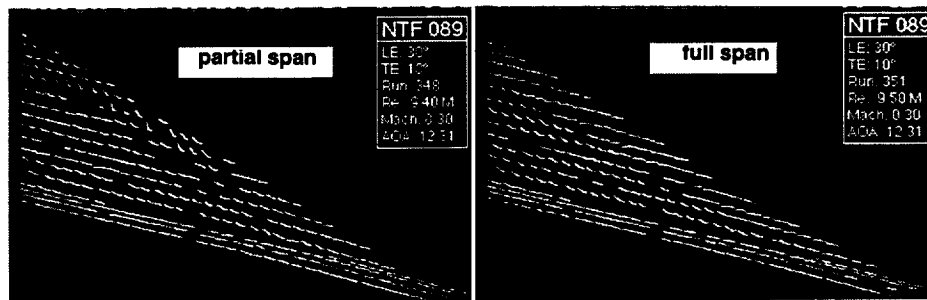 partial span
NTF 089
LE: 30°
TE: 10°
Run: 348
Re: 9.40 M
Mach: 0.30
AOA: 12.31
full span
NTF 089
LE: 30°
TE: 10°
Run: 351
Re: 9.50 M
Mach: 0.30
AOA: 12.31